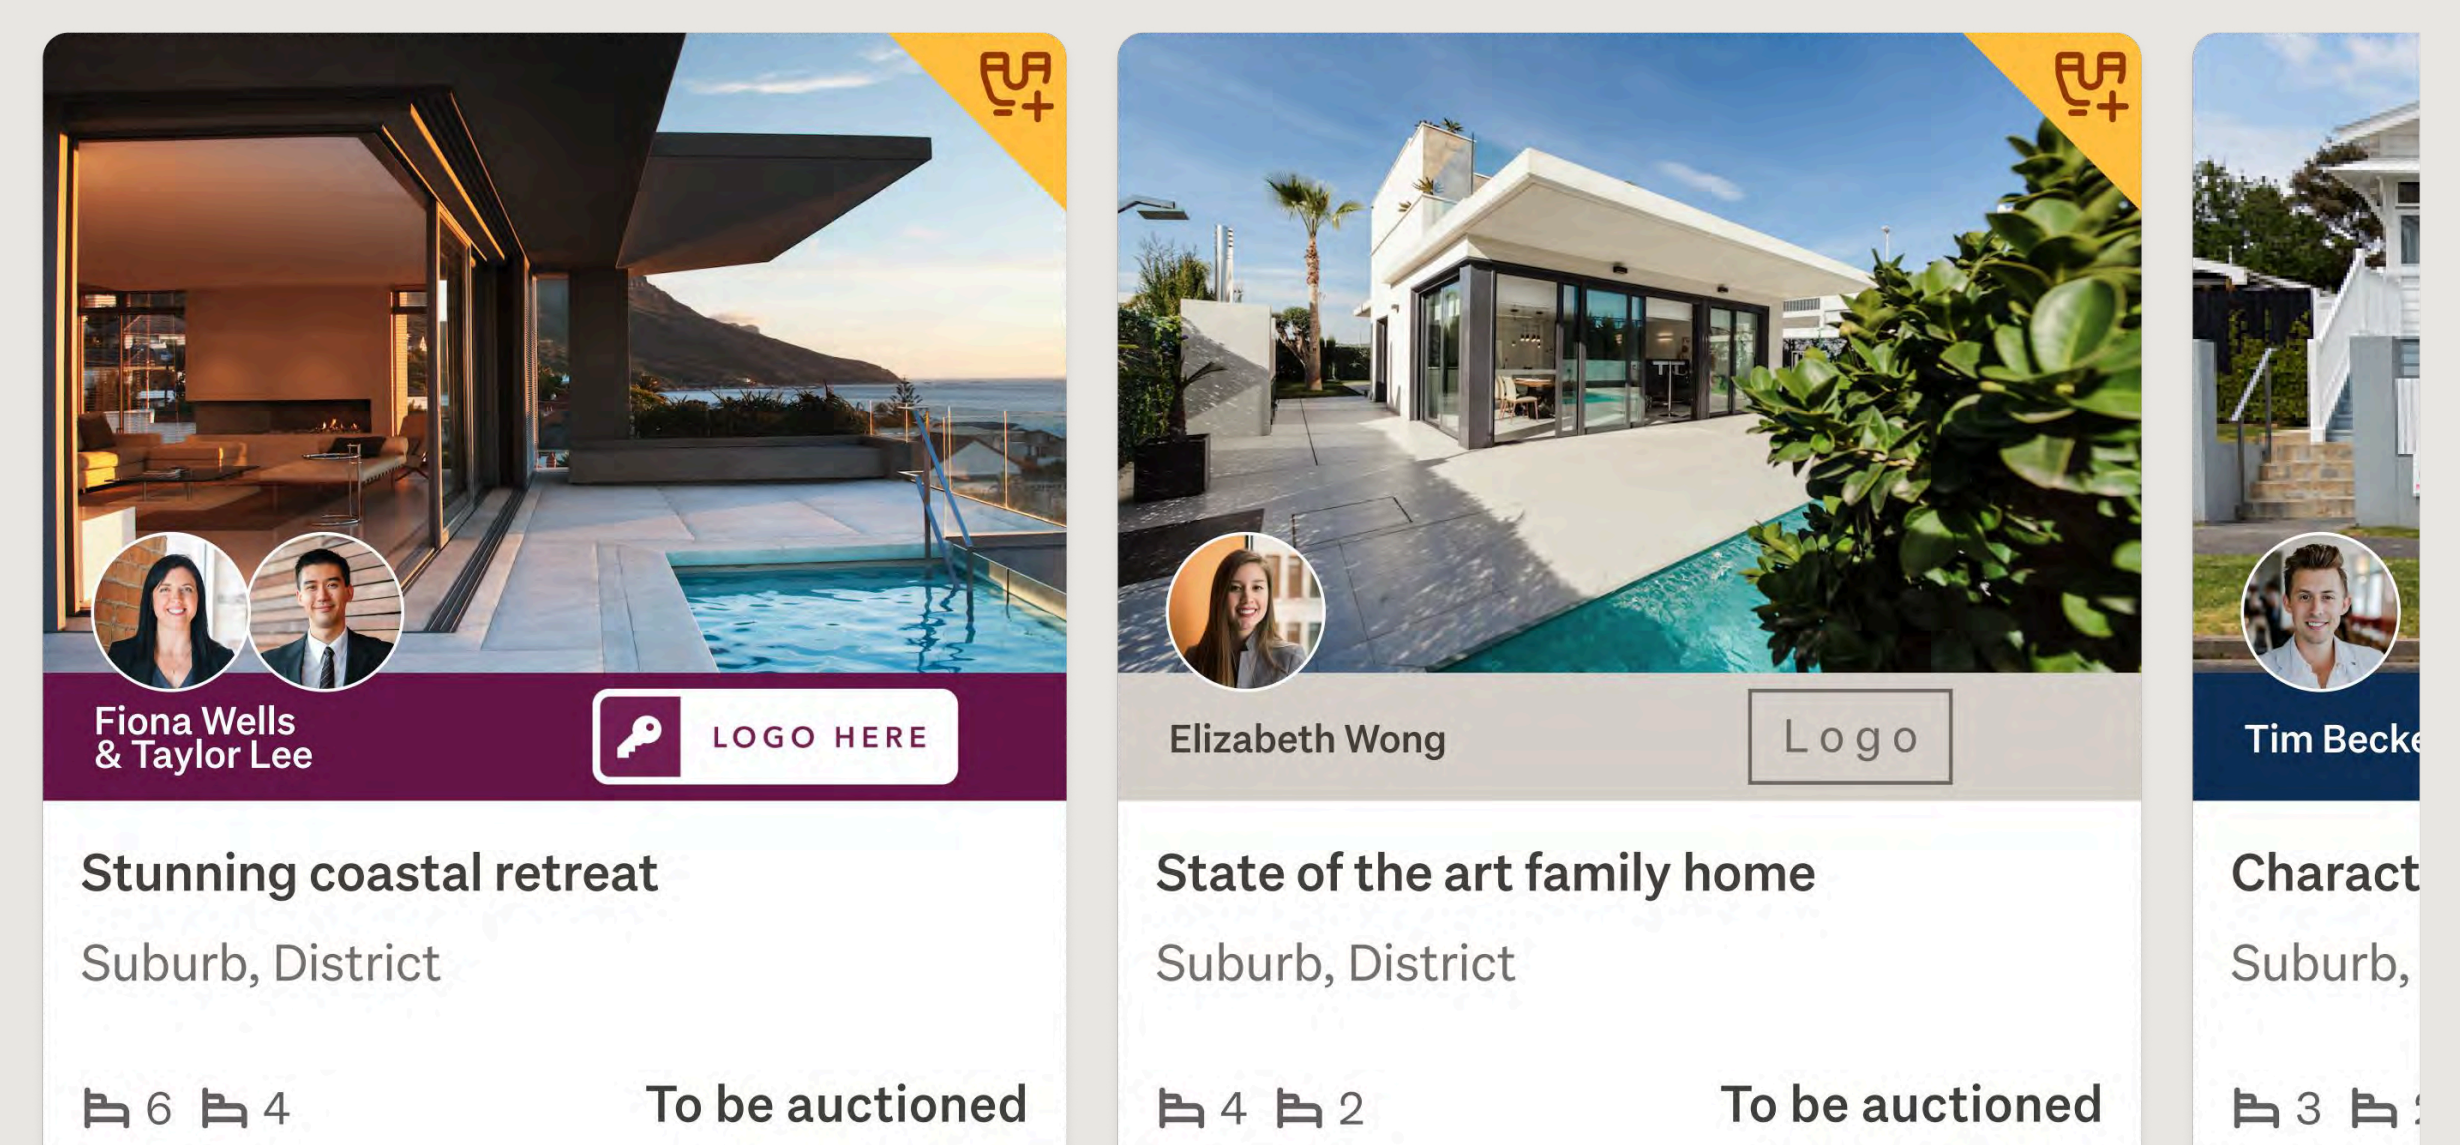 Fiona Wells
& Taylor Lee
LOGO HERE
Stunning coastal retreat
Suburb, District
6 4
To be auctioned
Elizabeth Wong
Logo
State of the art family home
Suburb, District
4 2
To be auctioned
Tim Becke
Charact
Suburb,
3